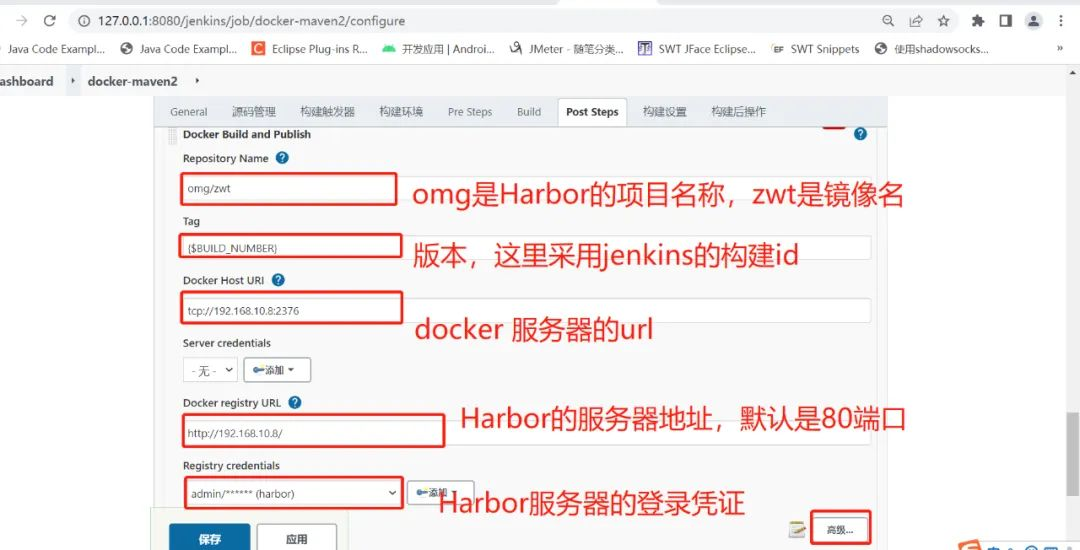 127.0.0.1:8080/jenkins/job/docker-maven2/configure
Java Code Exampl... Java Code Exampl... Eclipse Plug-ins R... 开发应用 | Androi... JMeter - 随笔分类... SWT JFace Eclipse... SWT Snippets 使用shadowsocks... »
ashboard docker-maven2
General 源码管理 构建触发器 构建环境 Pre Steps Build Post Steps 构建设置 构建后操作
Docker Build and Publish
Repository Name
omg/zwt
omg是Harbor的项目名称，zwt是镜像名
Tag
{$BUILD_NUMBER}
版本，这里采用jenkins的构建id
Docker Host URI
tcp://192.168.10.8:2376
docker 服务器的url
Server credentials
- 无 - 添加
Docker registry URL
http://192.168.10.8/
Harbor的服务器地址，默认是80端口
Registry credentials
admin/****** (harbor) 添加
Harbor服务器的登录凭证
保存 应用 高级...